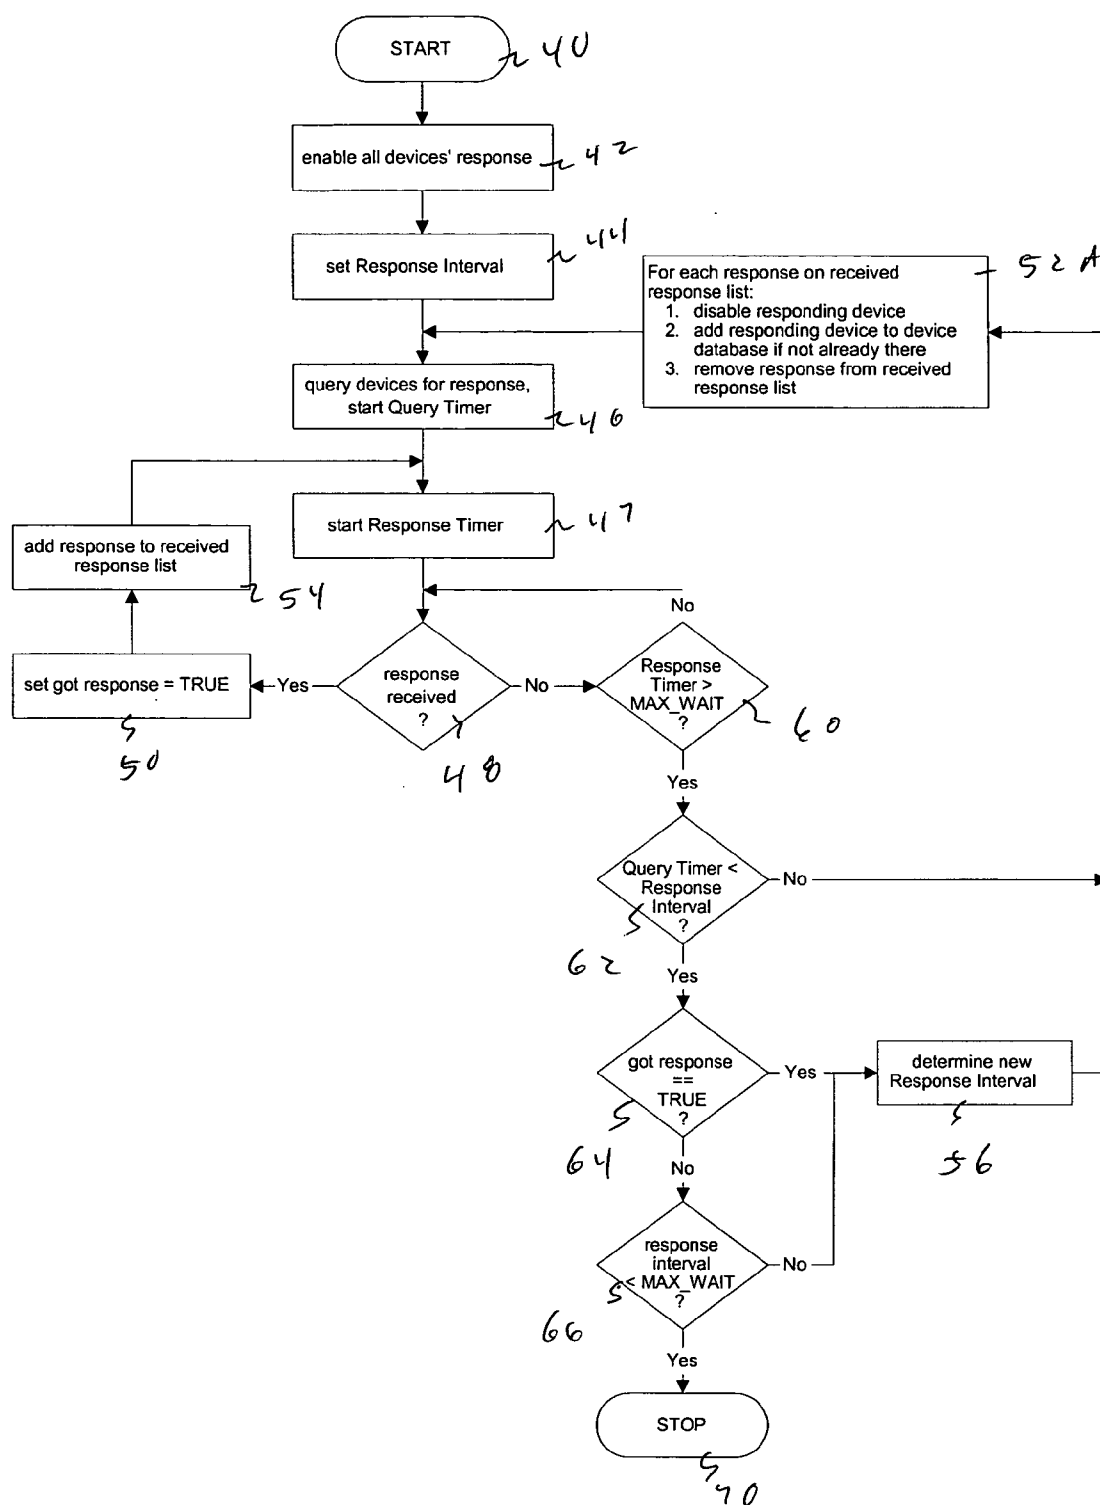 START
40
enable all devices' response
42
set Response Interval
44
For each response on received
response list:
1. disable responding device
2. add responding device to device
database if not already there
3. remove response from received
response list
52A
query devices for response,
start Query Timer
46
start Response Timer
47
add response to received
response list
54
set got response = TRUE
50
Yes
response
received
?
48
No
No
Response
Timer >
MAX_WAIT
?
60
Yes
Query Timer <
Response
Interval
?
62
No
Yes
got response
==
TRUE
?
64
Yes
determine new
Response Interval
56
No
response
interval
< MAX_WAIT
?
66
No
Yes
STOP
70